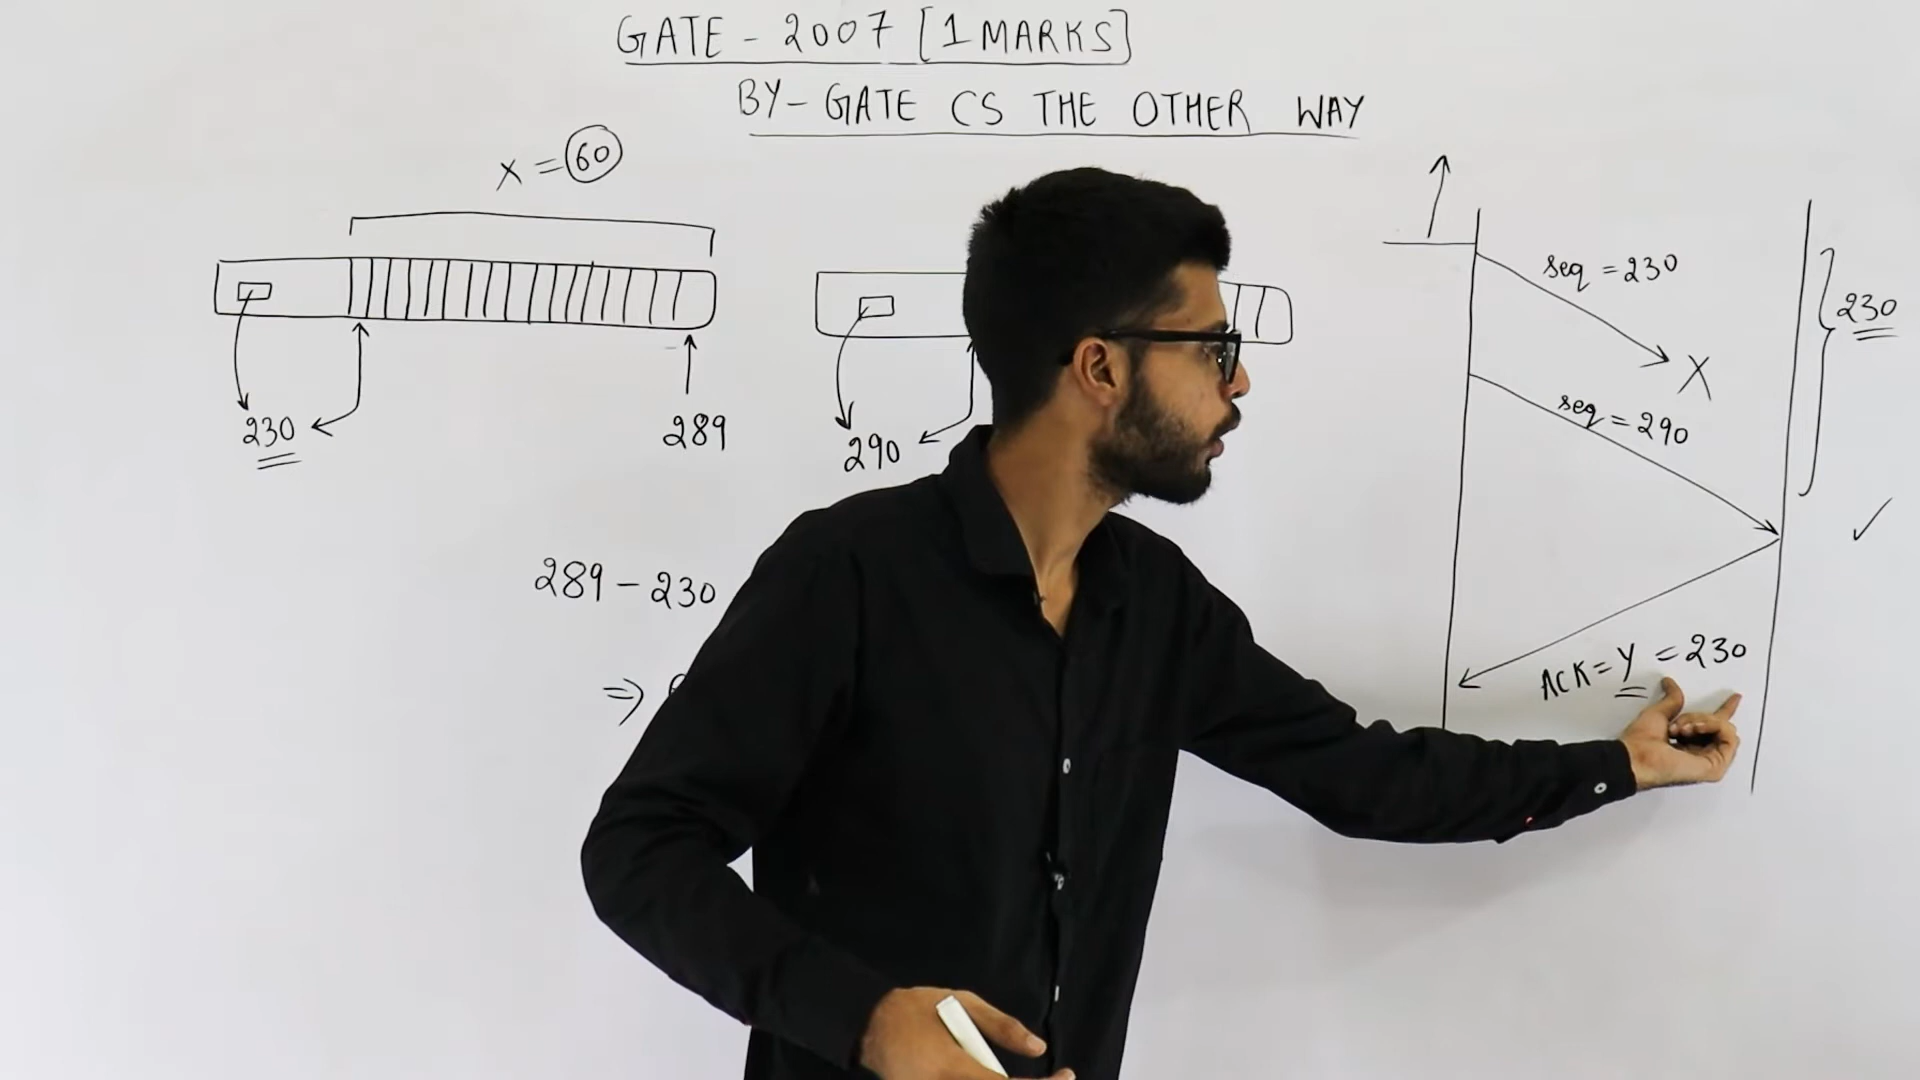 GATE - 2007 [1 MARKS]
BY - GATE CS THE OTHER WAY
X = 60
230
289
290
289 - 230
=>
seq = 230
X
seq = 290
230
✓
ACK = Y = 230